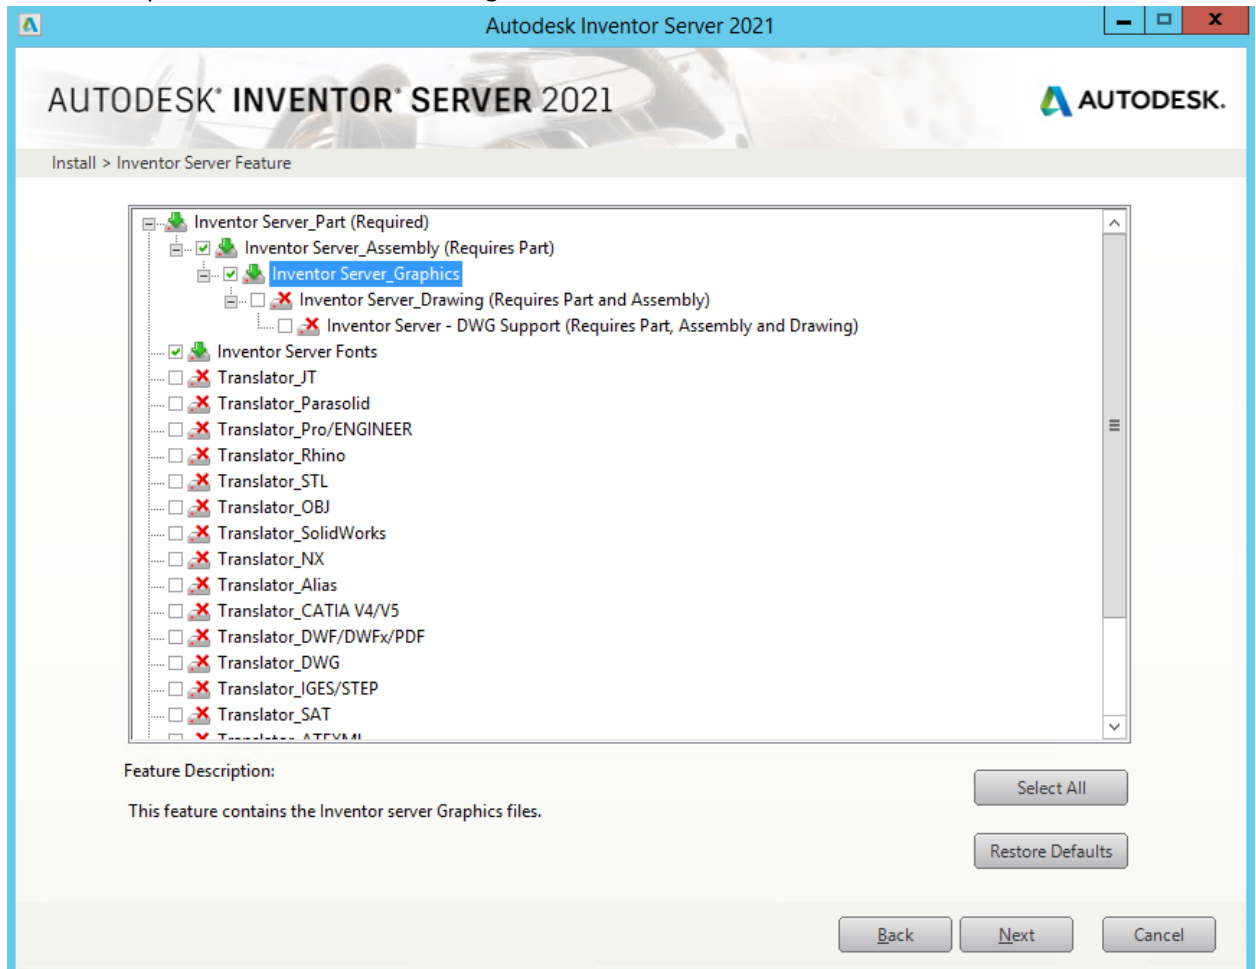 Autodesk Inventor Server 2021
AUTODESK® INVENTOR® SERVER 2021
AUTODESK.
Install > Inventor Server Feature
Inventor Server_Part (Required)
Inventor Server_Assembly (Requires Part)
Inventor Server_Graphics
Inventor Server_Drawing (Requires Part and Assembly)
Inventor Server - DWG Support (Requires Part, Assembly and Drawing)
Inventor Server Fonts
Translator_JT
Translator_Parasolid
Translator_Pro/ENGINEER
Translator_Rhino
Translator_STL
Translator_OBJ
Translator_SolidWorks
Translator_NX
Translator_Alias
Translator_CATIA V4/V5
Translator_DWF/DWFx/PDF
Translator_DWG
Translator_IGES/STEP
Translator_SAT
Feature Description:
This feature contains the Inventor server Graphics files.
Select All
Restore Defaults
Back Next Cancel